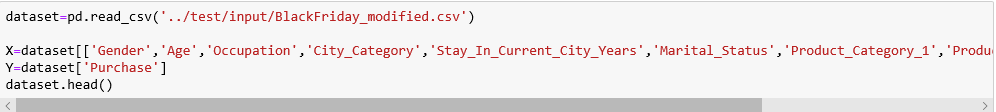 dataset=pd.read_csv('../test/input/BlackFriday_modified.csv')
X=dataset[['Gender','Age','Occupation','City_Category','Stay_In_Current_City_Years','Marital_Status','Product_Category_1','Produ
Y=dataset['Purchase']
dataset.head()